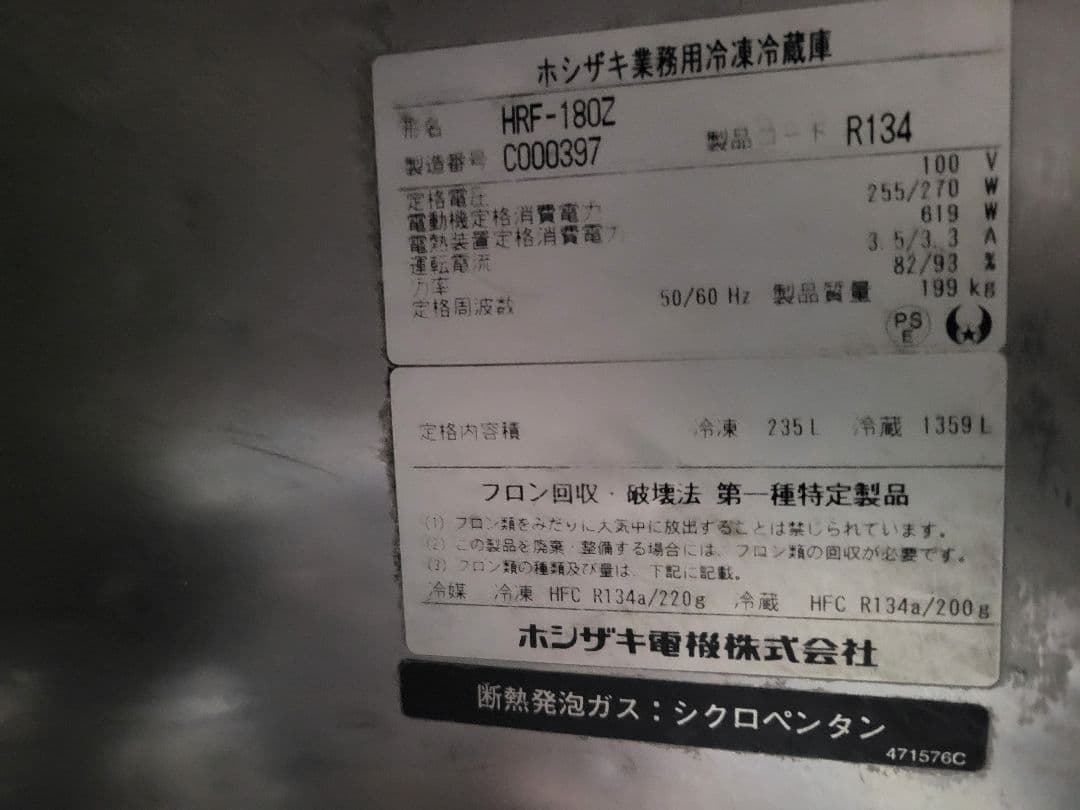 ホシザキ業務用冷凍冷蔵庫
形名 HRF-180Z
製造番号 C000397 製品コード R134
定格電圧 100 V
電動機定格消費電力 255/270 W
電熱装置定格消費電力 619 W
運転電流 3.5/3.3 A
力率 82/93 %
定格周波数 50/60 Hz 製品質量 199 kg
PS
E
定格内容積 冷凍 235L 冷蔵 1359L
フロン回収・破壊法 第一種特定製品
(1) フロン類をみだりに大気中に放出することは禁じられています。
(2) この製品を廃棄・整備する場合には、フロン類の回収が必要です。
(3) フロン類の種類及び量は、下記に記載。
冷媒 冷凍 HFC R134a/220g 冷蔵 HFC R134a/200g
ホシザキ電機株式会社
断熱発泡ガス：シクロペンタン
471576C